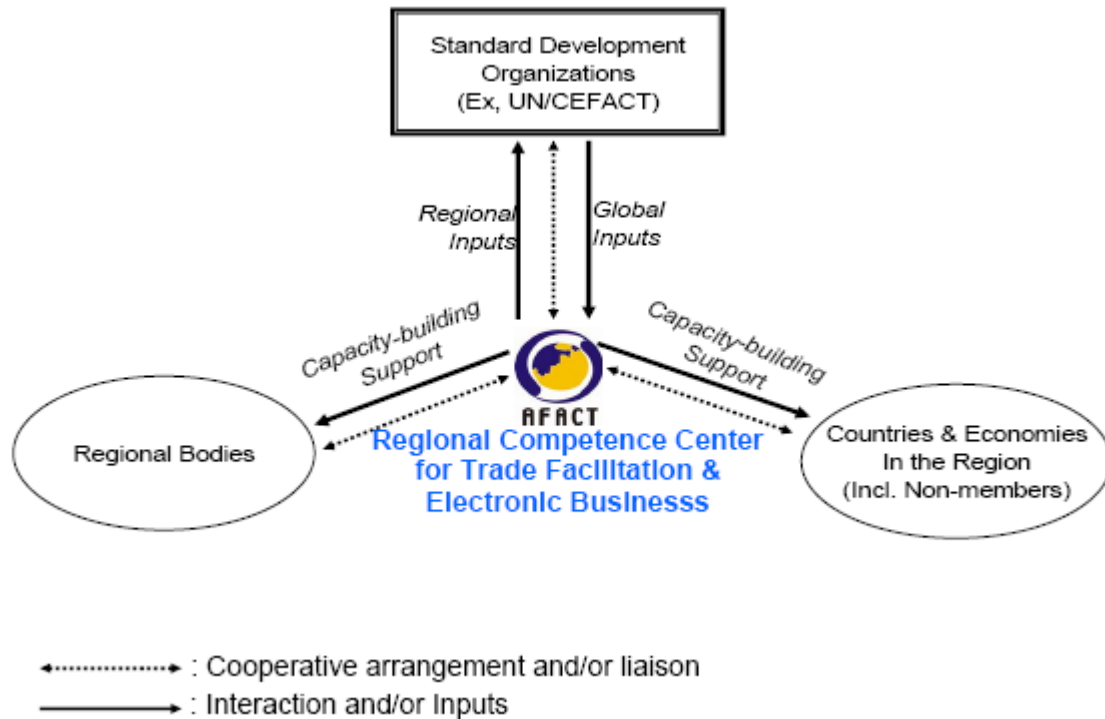 Standard Development
Organizations
(Ex, UN/CEFACT)
Regional
Inputs
Global
Inputs
Capacity-building
Support
Capacity-building
Support
AFACT
Regional Competence Center
for Trade Facilitation &
Electronic Businesss
Regional Bodies
Countries & Economies
In the Region
(Incl. Non-members)
: Cooperative arrangement and/or liaison
: Interaction and/or Inputs